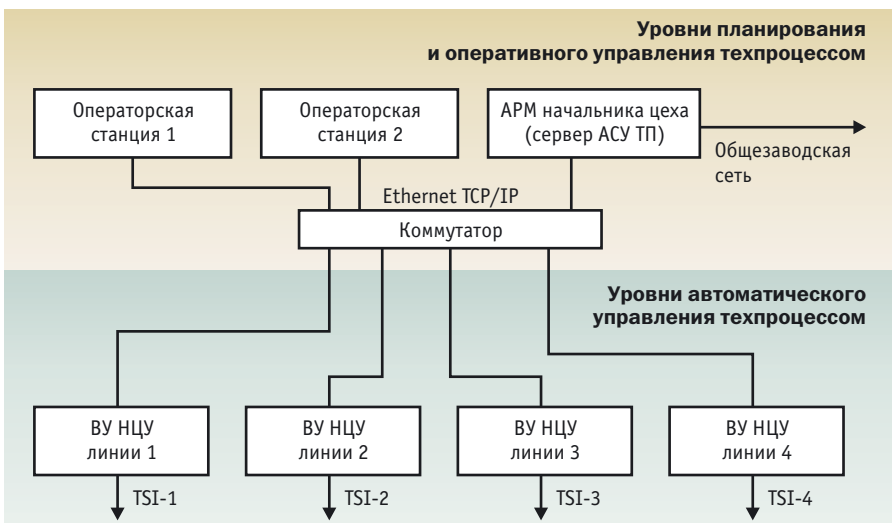 Уровни планирования
и оперативного управления техпроцессом
Операторская
станция 1
Операторская
станция 2
АРМ начальника цеха
(сервер АСУ ТП)
Общезаводская
сеть
Ethernet TCP/IP
Коммутатор
Уровни автоматического
управления техпроцессом
ВУ НЦУ
линии 1
ВУ НЦУ
линии 2
ВУ НЦУ
линии 3
ВУ НЦУ
линии 4
TSI-1
TSI-2
TSI-3
TSI-4